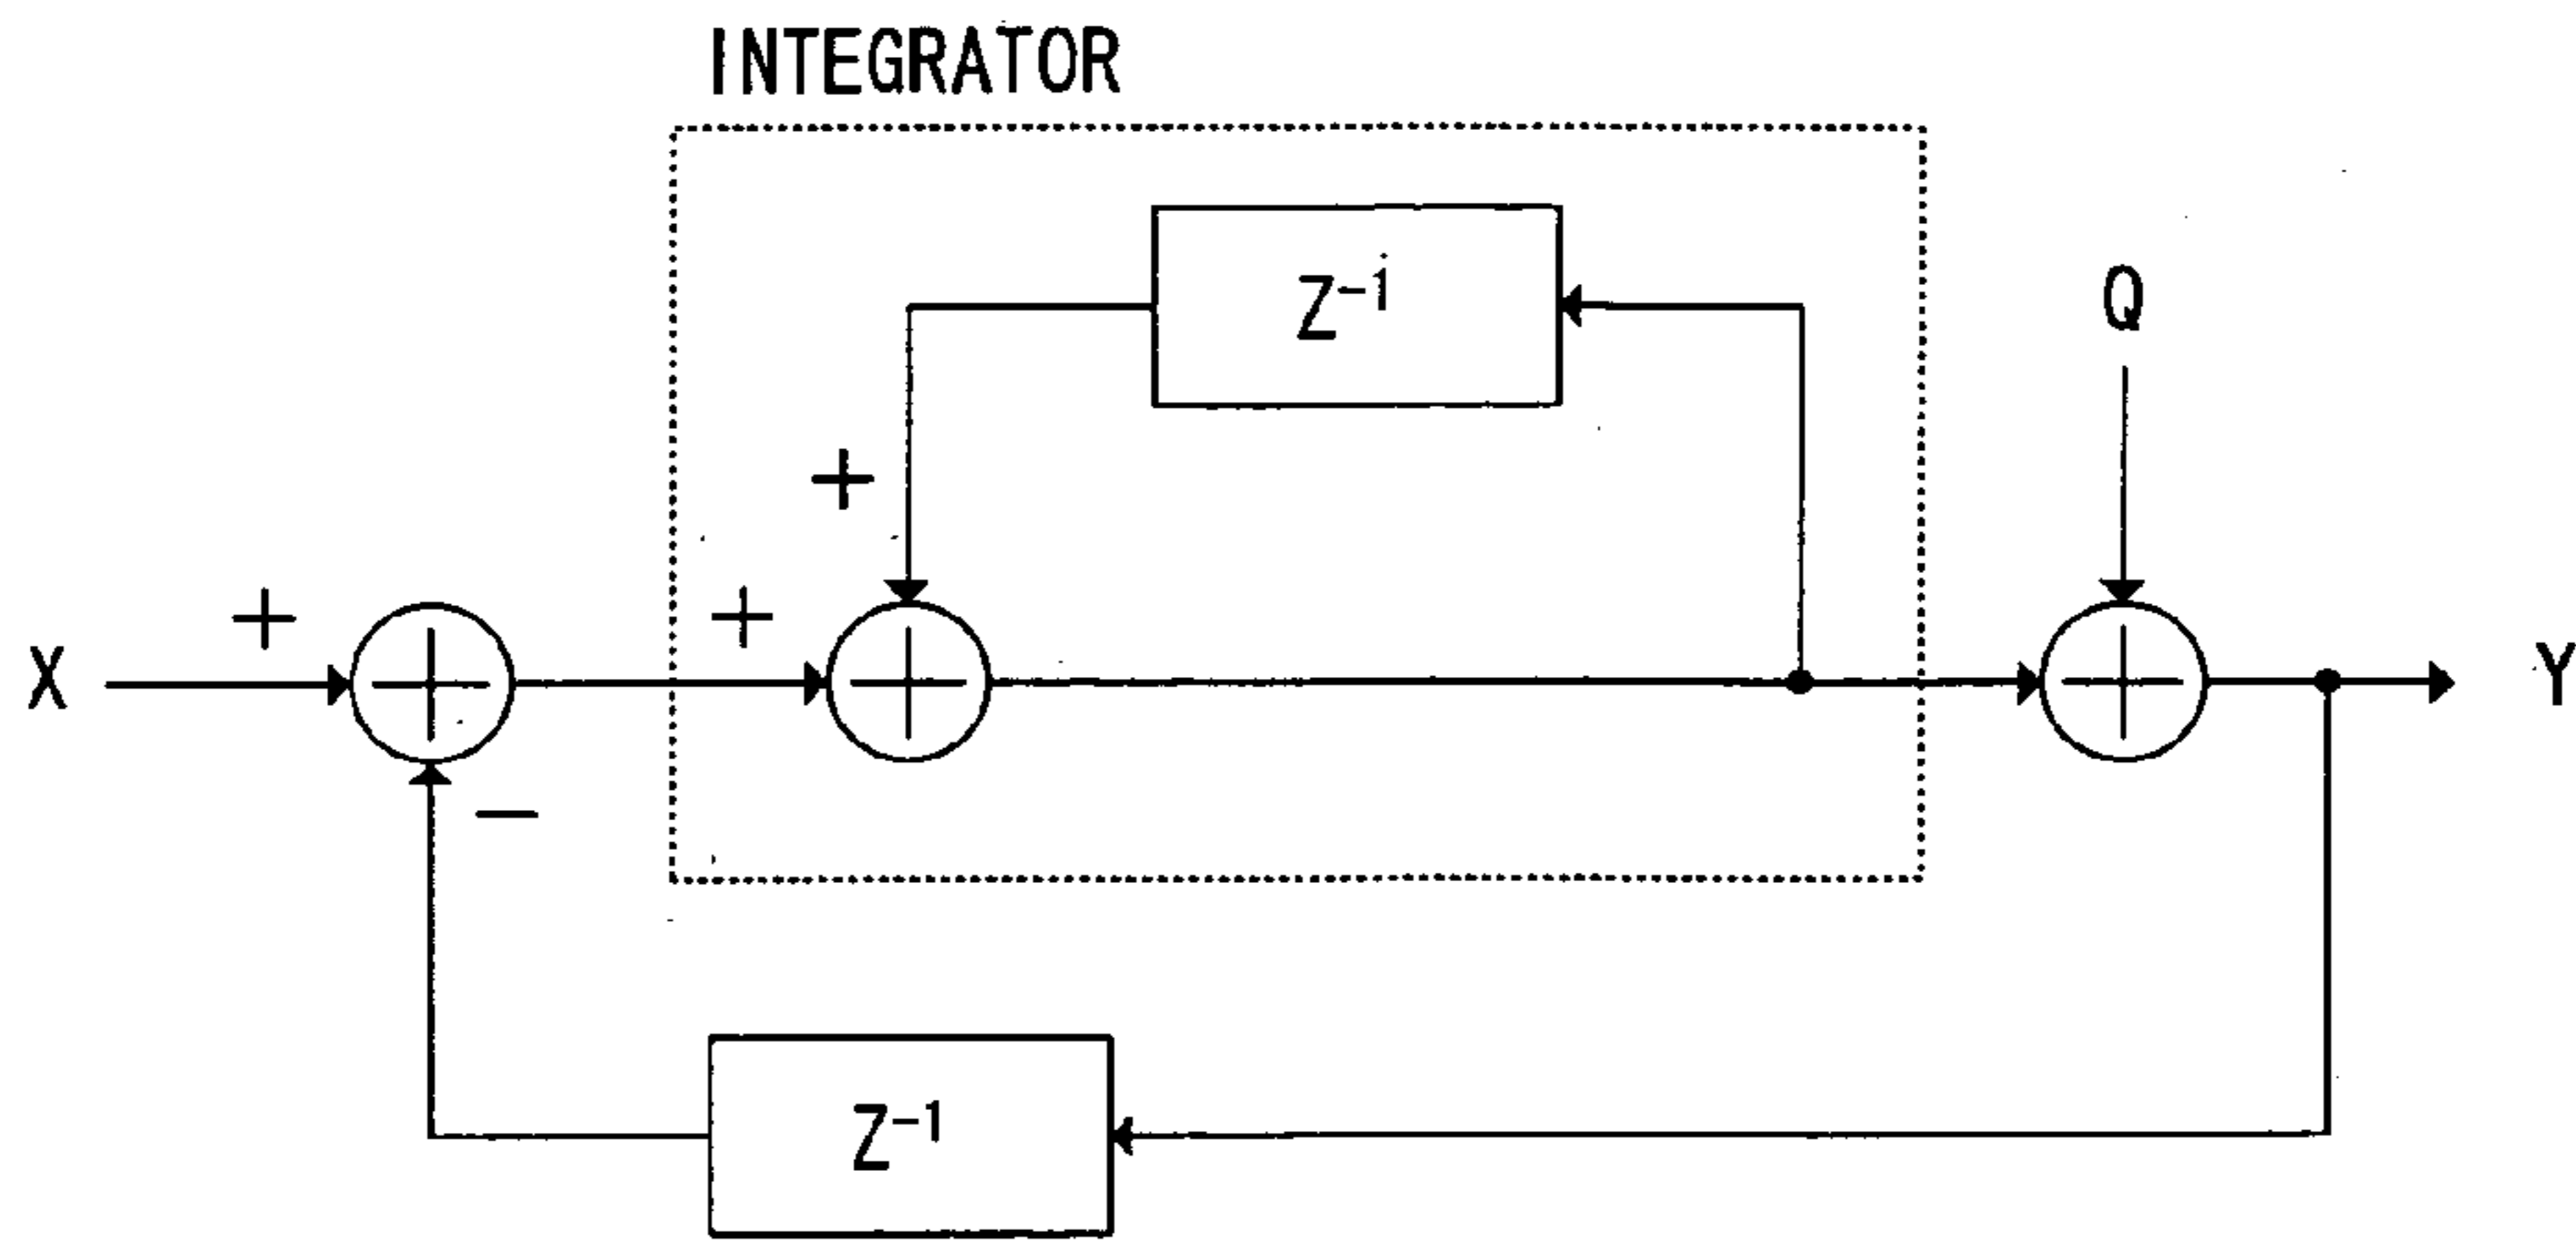 INTEGRATOR
Z⁻¹
Q
+
+
+
X
Y
−
Z⁻¹